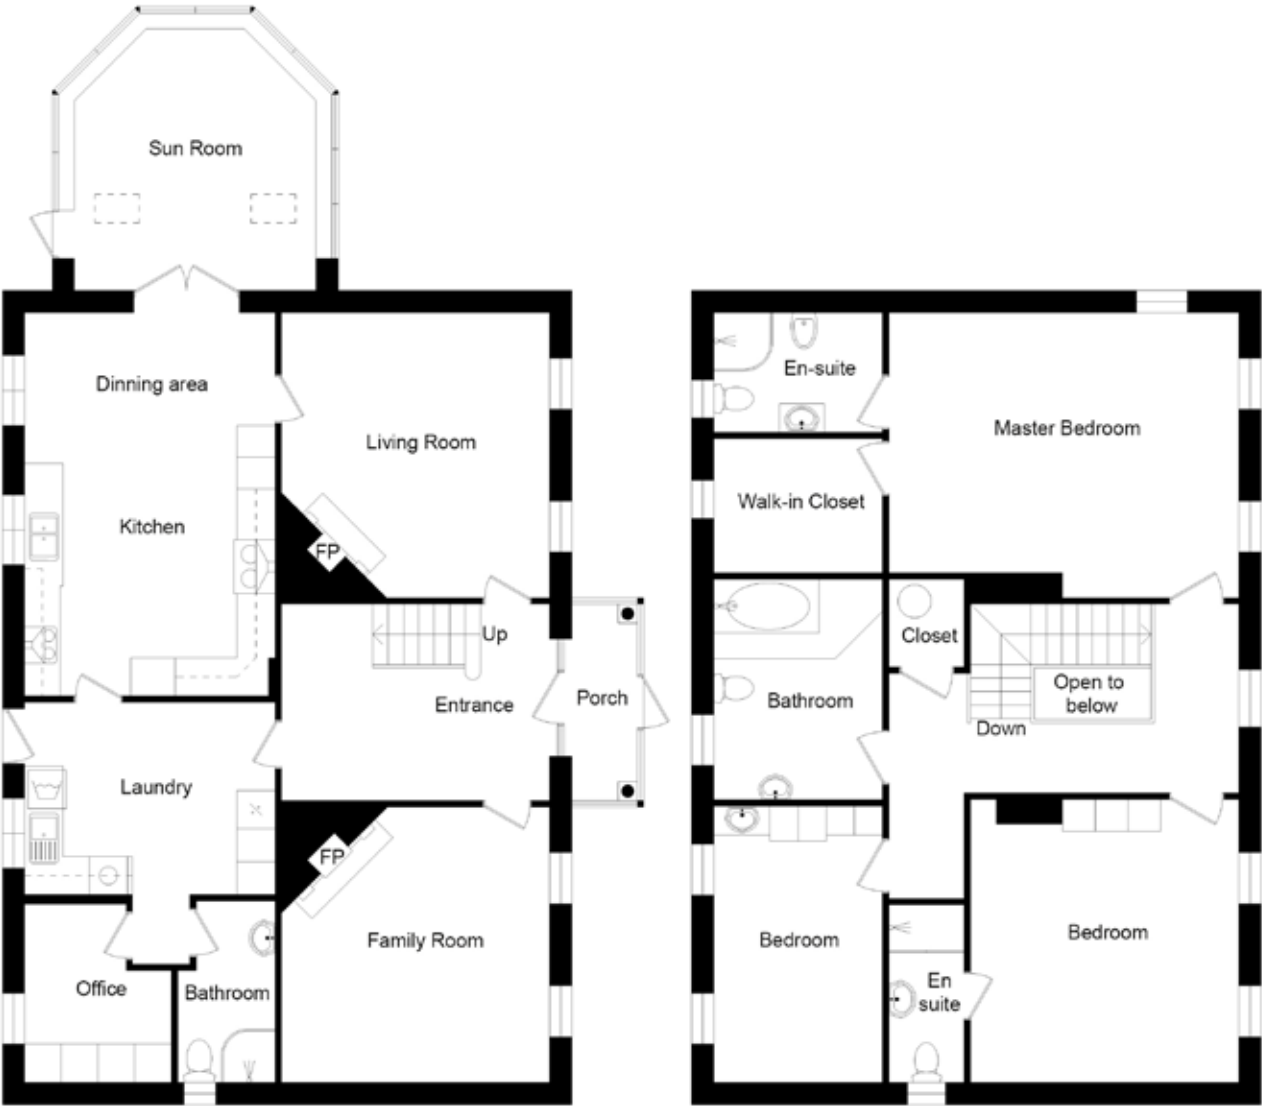 Sun Room
Dinning area
Living Room
Kitchen
FP
Up
Entrance
Porch
Laundry
FP
Family Room
Office
Bathroom
En-suite
Master Bedroom
Walk-in Closet
Closet
Open to
below
Bathroom
Down
Bedroom
Bedroom
En
suite